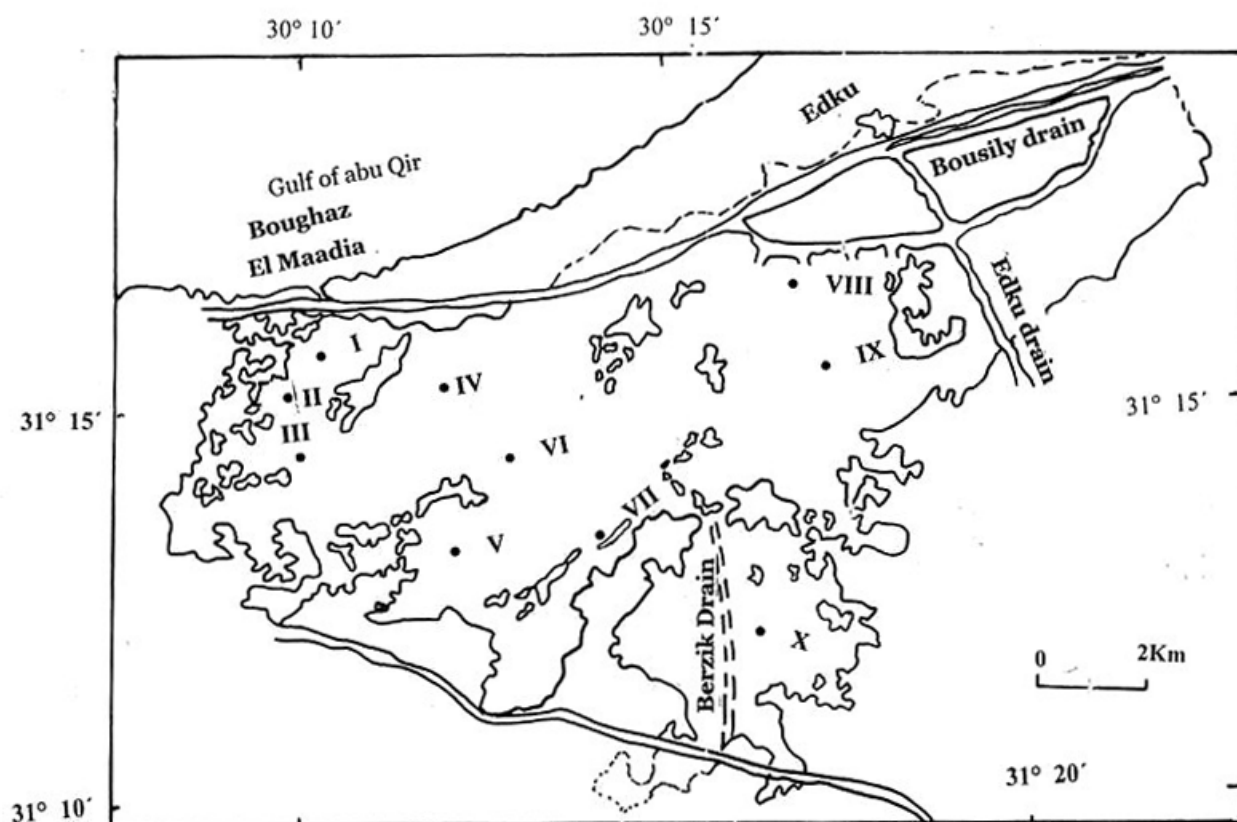 30° 10′
30° 15′
Edku
Bousily drain
Gulf of abu Qir
Boughaz
El Maadia
Edku drain
VIII
I
IX
IV
II
31° 15′
31° 15′
III
VI
VII
V
Berzik Drain
X
0 2Km
31° 20′
31° 10′